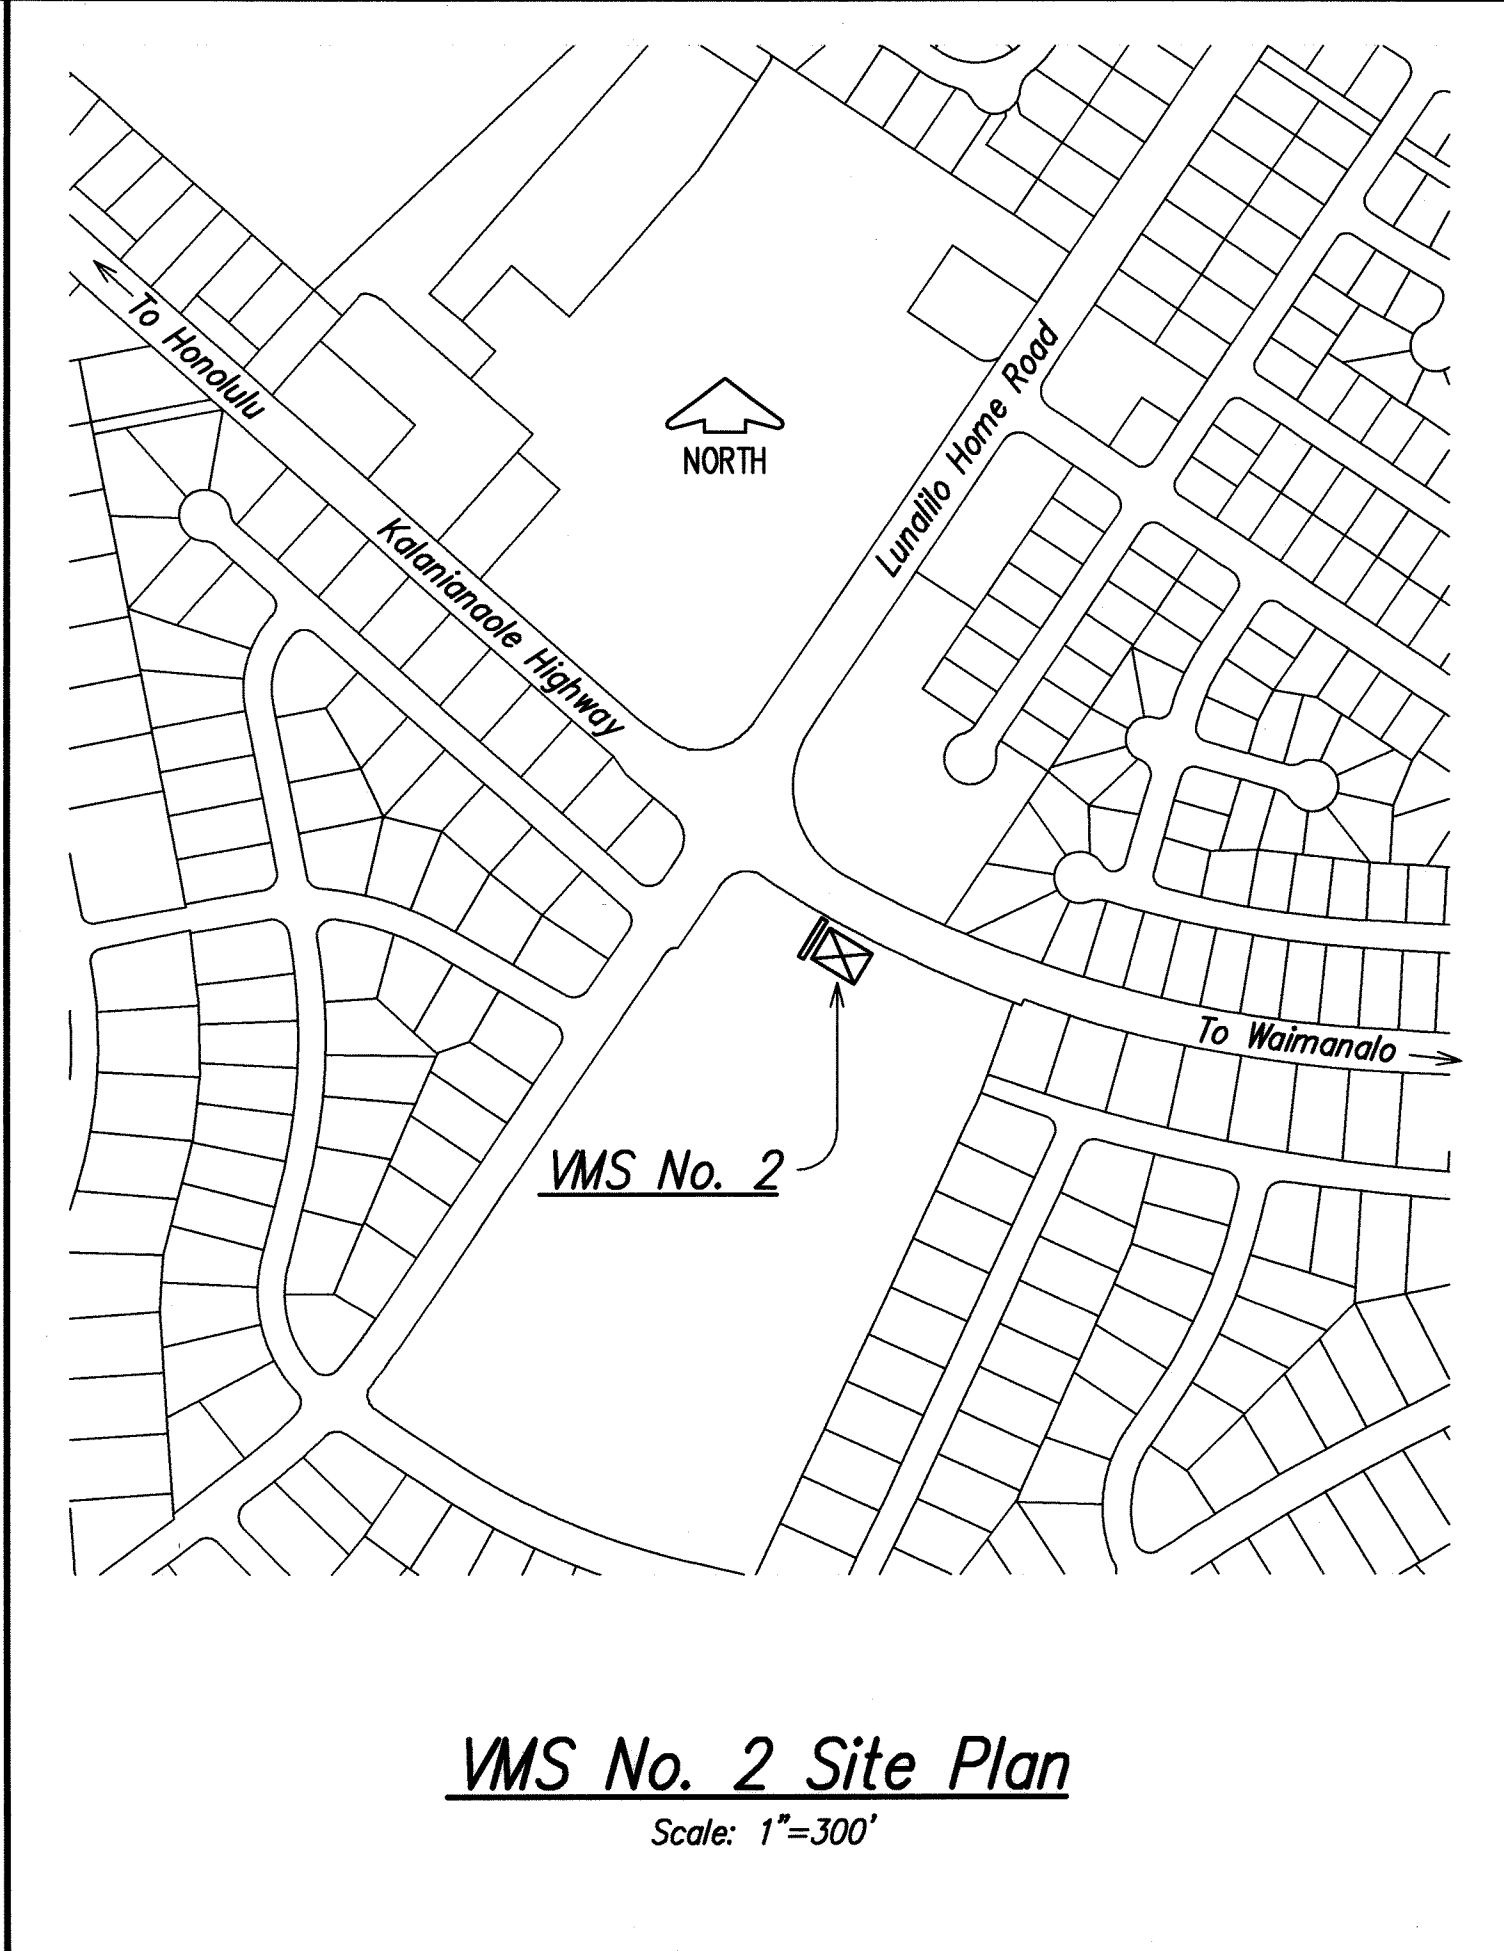 To Honolulu
Lunalilo Home Road
NORTH
Kalanianaole Highway
To Waimanalo
VMS No. 2
VMS No. 2 Site Plan
Scale: 1"=300'